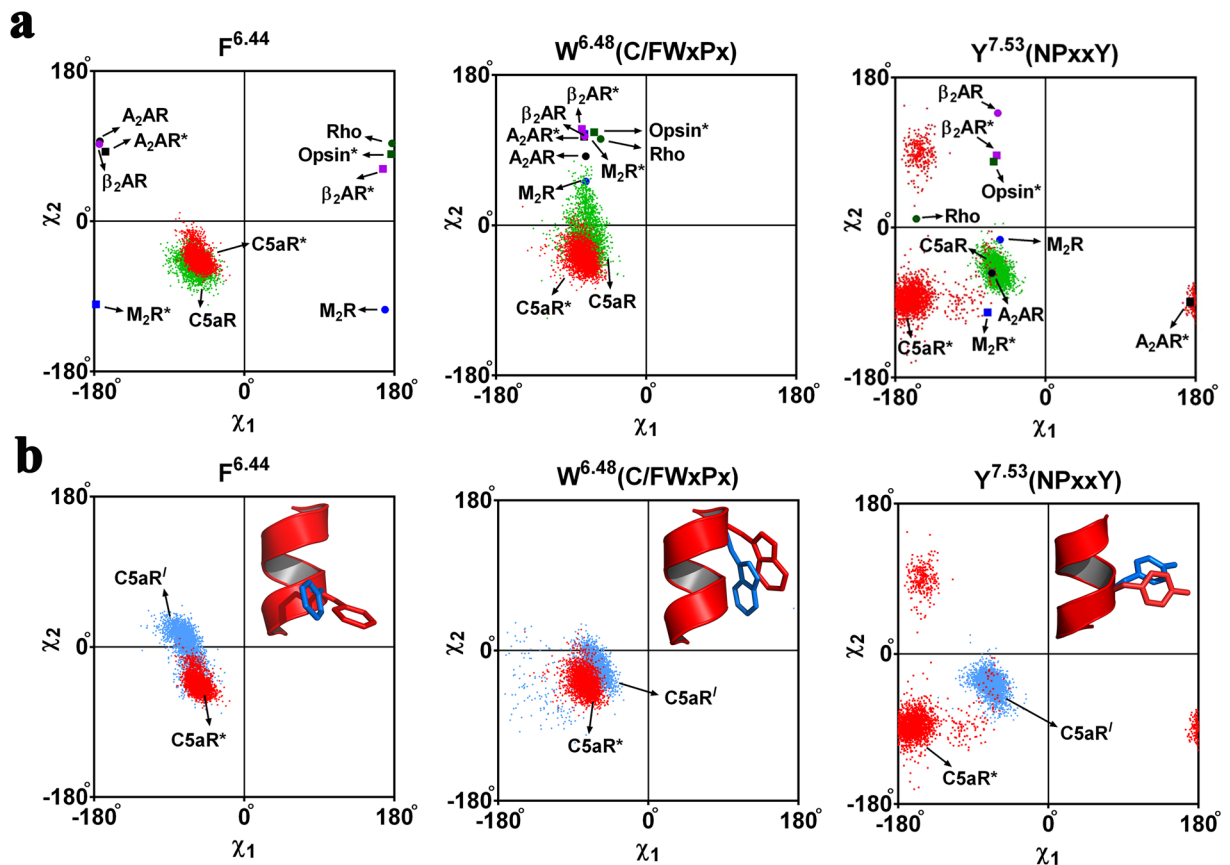 a
F6.44
180°
A2AR
A2AR*
β2AR
Rho
Opsin*
β2AR*
χ2
0°
C5aR*
C5aR
M2R*
M2R
-180°
-180°
0°
180°
χ1
W6.48(C/FWxPx)
180°
β2AR*
β2AR
A2AR*
A2AR
M2R
Opsin*
Rho
M2R*
χ2
0°
C5aR*
C5aR
-180°
-180°
0°
180°
χ1
Y7.53(NPxxY)
180°
β2AR
β2AR*
Opsin*
χ2
Rho
0°
C5aR
M2R
A2AR
C5aR*
M2R*
A2AR*
-180°
-180°
0°
180°
χ1
b
F6.44
180°
C5aRI
χ2
0°
C5aR*
-180°
-180°
0°
180°
χ1
W6.48(C/FWxPx)
180°
χ2
0°
C5aRI
C5aR*
-180°
-180°
0°
180°
χ1
Y7.53(NPxxY)
180°
χ2
0°
C5aRI
C5aR*
-180°
-180°
0°
180°
χ1